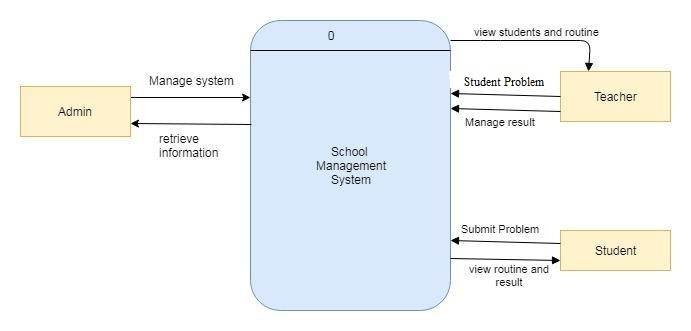 0
view students and routine
Manage system
Admin
retrieve
information
Student Problem
Teacher
Manage result
School
Management
System
Submit Problem
Student
view routine and
result